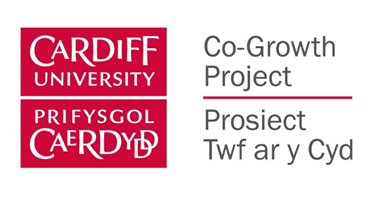 CARDIFF
UNIVERSITY
PRIFYSGOL
CAERDYDD
Co-Growth
Project
Prosiect
Twf ar y Cyd